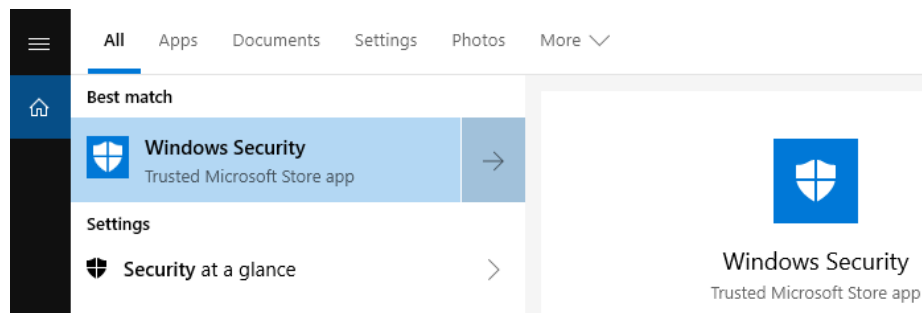 All Apps Documents Settings Photos More
Best match
Windows Security
Trusted Microsoft Store app
Settings
Security at a glance
Windows Security
Trusted Microsoft Store app